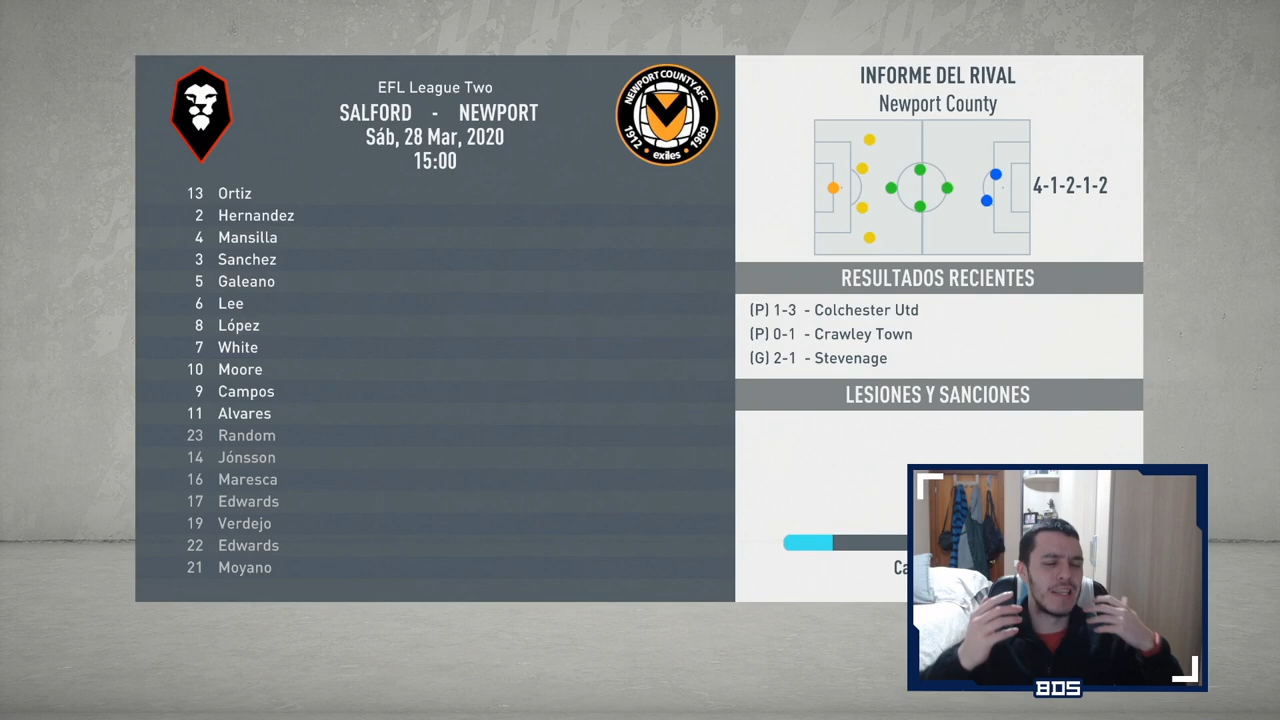 EFL League Two
SALFORD - NEWPORT
Sáb, 28 Mar, 2020
15:00
NEWPORT COUNTY AFC
1912 • exiles • 1989
13 Ortiz
2 Hernandez
4 Mansilla
3 Sanchez
5 Galeano
6 Lee
8 López
7 White
10 Moore
9 Campos
11 Alvares
23 Random
14 Jónsson
16 Maresca
17 Edwards
19 Verdejo
22 Edwards
21 Moyano
INFORME DEL RIVAL
Newport County
4-1-2-1-2
RESULTADOS RECIENTES
(P) 1-3 - Colchester Utd
(P) 0-1 - Crawley Town
(G) 2-1 - Stevenage
LESIONES Y SANCIONES
BDS